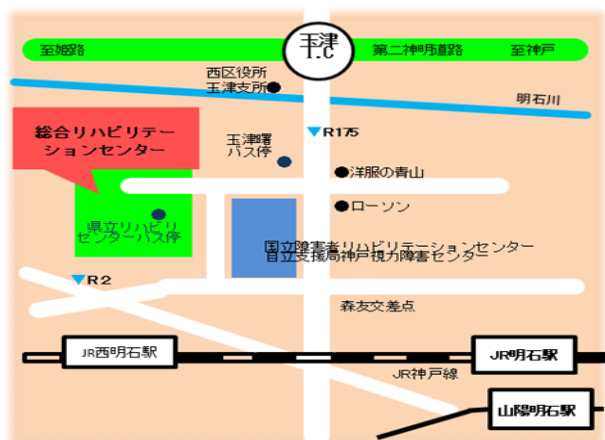 玉津
T.C
至姫路
第二神明道路
至神戸
西区役所
玉津支所
明石川
総合リハビリテー
ションセンター
玉津曙
バス停
R175
洋服の青山
ローソン
県立リハビリ
センターバス停
国立障害者リハビリテーションセンター
自立支援局神戸視力障害センター
R2
森友交差点
JR西明石駅
JR明石駅
JR神戸線
山陽明石駅